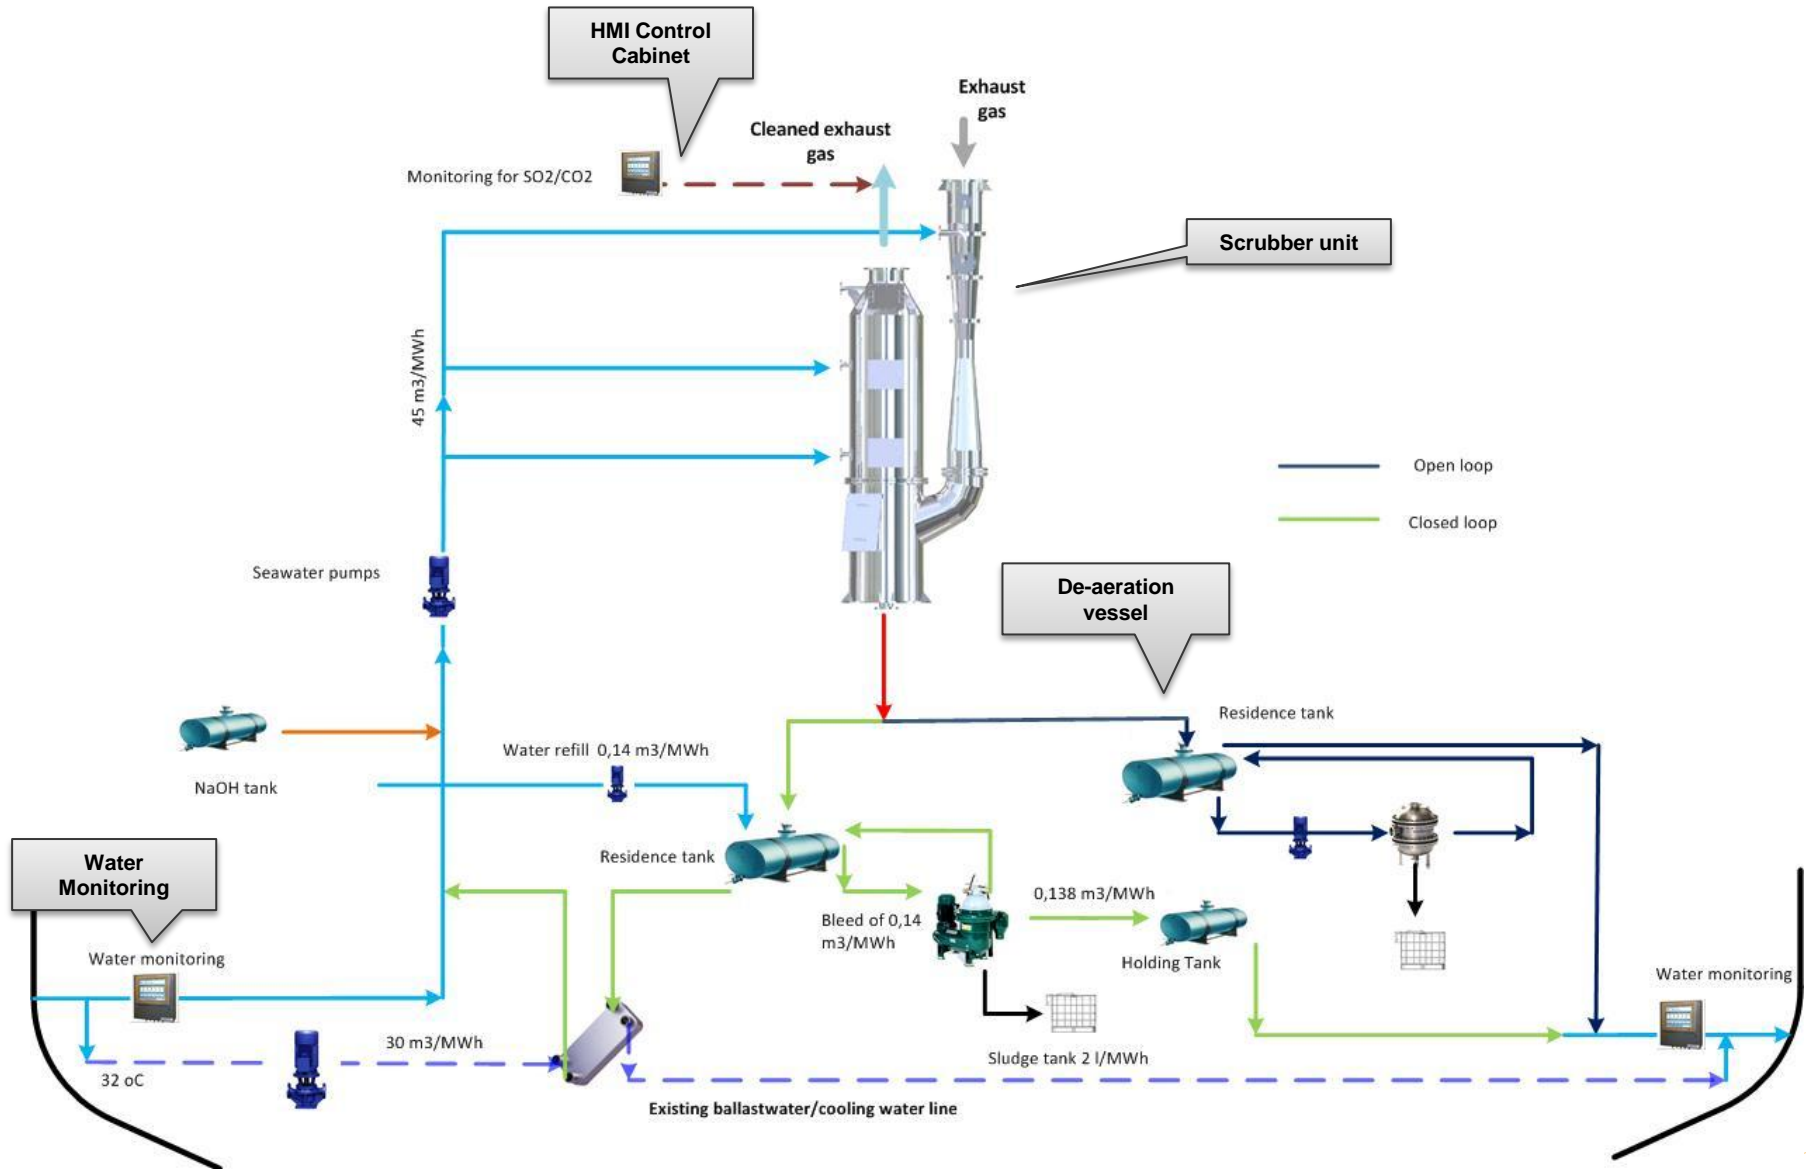 HMI Control
Cabinet
Exhaust
gas
Cleaned exhaust
gas
Monitoring for SO2/CO2
Scrubber unit
45 m3/MWh
Open loop
Closed loop
Seawater pumps
De-aeration
vessel
Residence tank
Water refill 0,14 m3/MWh
NaOH tank
Water
Monitoring
Residence tank
Bleed of 0,14
m3/MWh
0,138 m3/MWh
Holding Tank
Water monitoring
Water monitoring
30 m3/MWh
32 oC
Sludge tank 2 l/MWh
Existing ballastwater/cooling water line